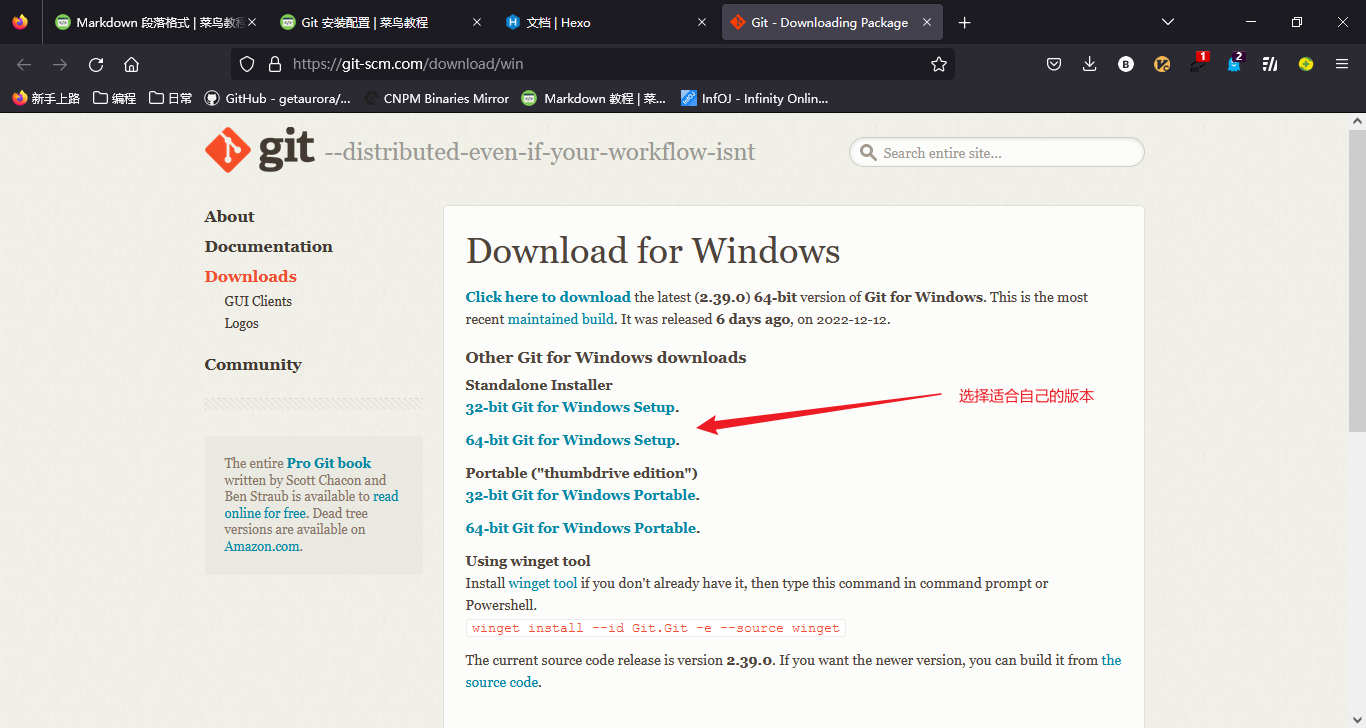 Markdown 段落格式 | 菜鸟教程
Git 安装配置 | 菜鸟教程
文档 | Hexo
Git - Downloading Package
https://git-scm.com/download/win
B
1
en
2
新手上路
编程
日常
GitHub - getaurora/...
CNPM Binaries Mirror
Markdown 教程 | 菜...
InfOJ - Infinity Onlin...
git --distributed-even-if-your-workflow-isnt
Search entire site...
About
Documentation
Downloads
GUI Clients
Logos
Community
The entire Pro Git book
written by Scott Chacon and
Ben Straub is available to read
online for free. Dead tree
versions are available on
Amazon.com.
Download for Windows
Click here to download the latest (2.39.0) 64-bit version of Git for Windows. This is the most
recent maintained build. It was released 6 days ago, on 2022-12-12.
Other Git for Windows downloads
Standalone Installer
32-bit Git for Windows Setup.
选择适合自己的版本
64-bit Git for Windows Setup.
Portable ("thumbdrive edition")
32-bit Git for Windows Portable.
64-bit Git for Windows Portable.
Using winget tool
Install winget tool if you don't already have it, then type this command in command prompt or
Powershell.
winget install --id Git.Git -e --source winget
The current source code release is version 2.39.0. If you want the newer version, you can build it from the
source code.